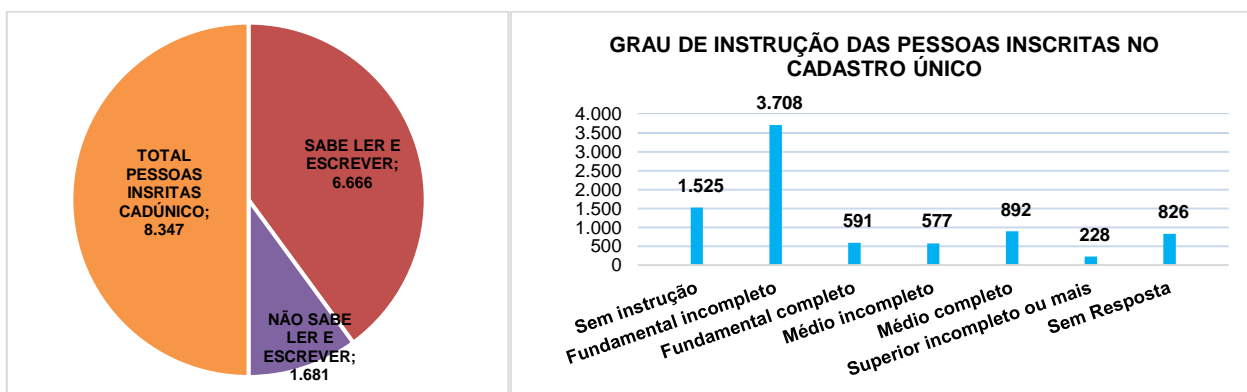 TOTAL
PESSOAS
INSRITAS
CADÚNICO;
8.347
SABE LER E
ESCREVER;
6.666
NÃO SABE
LER E
ESCREVER;
1.681
GRAU DE INSTRUÇÃO DAS PESSOAS INSCRITAS NO
CADASTRO ÚNICO
4.000
3.500
3.000
2.500
2.000
1.500
1.000
500
0
1.525
3.708
591
577
892
228
826
Sem instrução
Fundamental incompleto
Fundamental completo
Médio incompleto
Médio completo
Superior incompleto ou mais
Sem Resposta